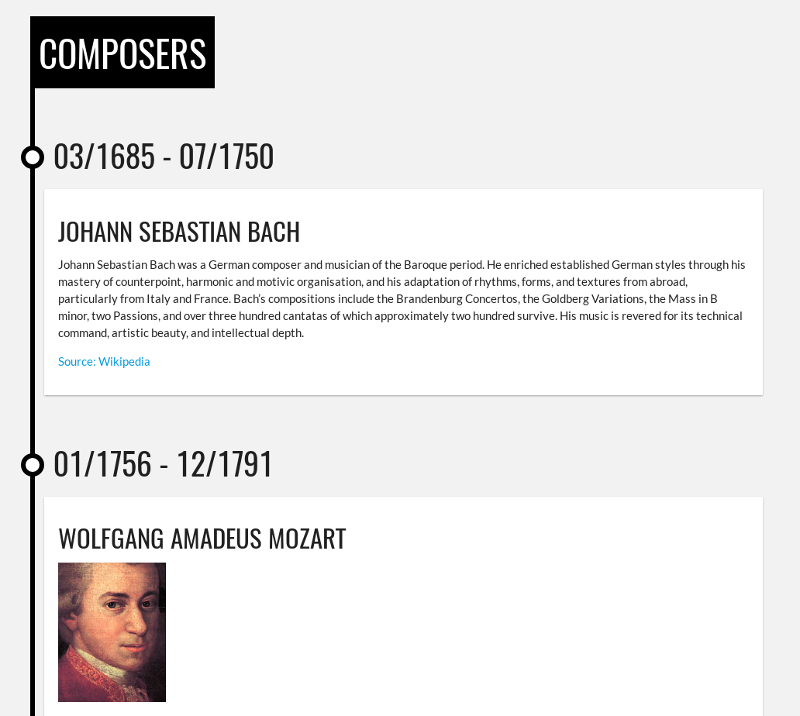 COMPOSERS
03/1685 - 07/1750
JOHANN SEBASTIAN BACH
Johann Sebastian Bach was a German composer and musician of the Baroque period. He enriched established German styles through his
mastery of counterpoint, harmonic and motivic organisation, and his adaptation of rhythms, forms, and textures from abroad,
particularly from Italy and France. Bach's compositions include the Brandenburg Concertos, the Goldberg Variations, the Mass in B
minor, two Passions, and over three hundred cantatas of which approximately two hundred survive. His music is revered for its technical
command, artistic beauty, and intellectual depth.
Source: Wikipedia
01/1756 - 12/1791
WOLFGANG AMADEUS MOZART